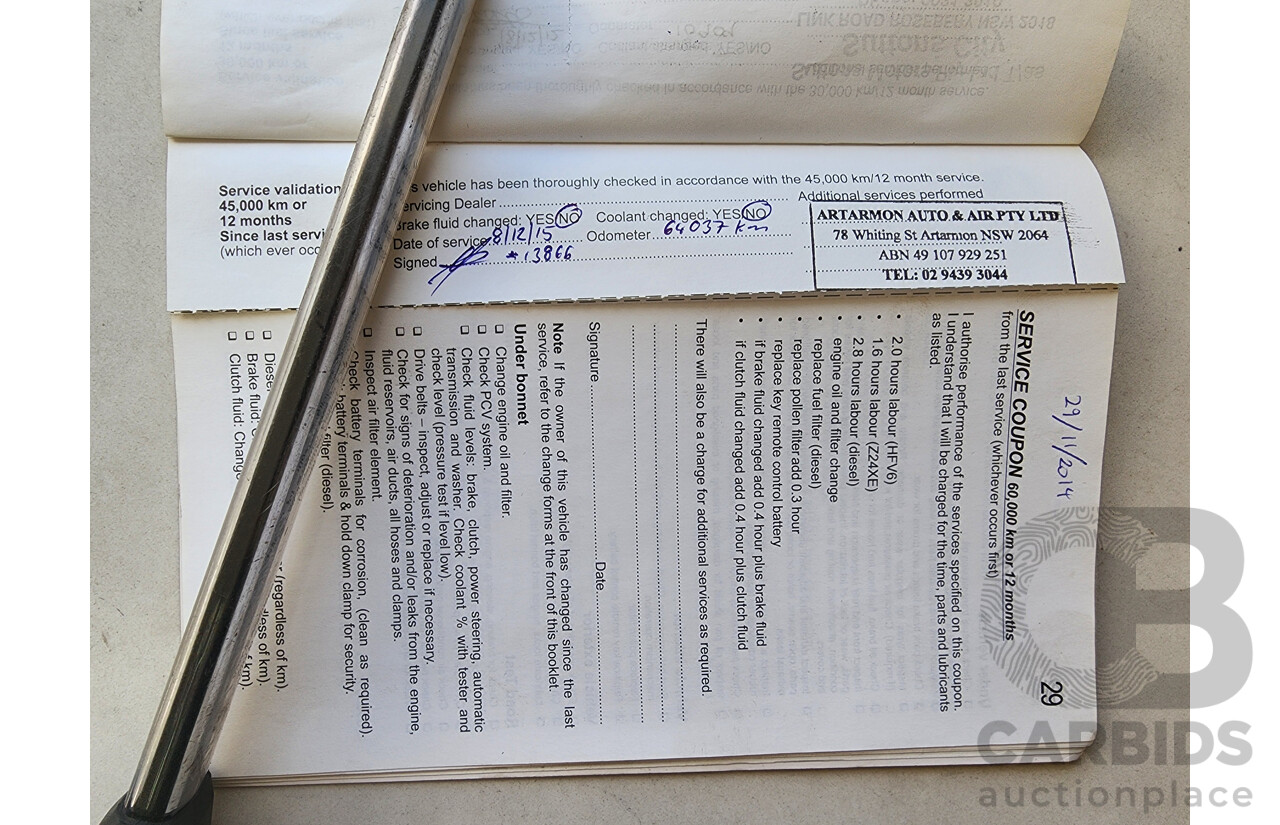 Service validation
45,000 km or
12 months
Since last servi
(which ever occ
s vehicle has been thoroughly checked in accordance with the 45,000 km/12 month service.
ervicing Dealer Additional services performed
Brake fluid changed: YES/NO Coolant changed: YES/NO
Date of service 8/12/15 Odometer 64037 km
Signed *13866
ARTARMON AUTO & AIR PTY LTD
78 Whiting St Artarmon NSW 2064
ABN 49 107 929 251
TEL: 02 9439 3044
29/11/2014
29
SERVICE COUPON 60,000 km or 12 months
from the last service (whichever occurs first)
I authorise performance of the services specified on this coupon.
I understand that I will be charged for the time, parts and lubricants
as listed.
• 2.0 hours labour (HFV6)
• 1.6 hours labour (Z24XE)
• 2.8 hours labour (diesel)
• engine oil and filter change
• replace fuel filter (diesel)
• replace pollen filter add 0.3 hour
• replace key remote control battery
• if brake fluid changed add 0.4 hour plus brake fluid
• if clutch fluid changed add 0.4 hour plus clutch fluid
There will also be a charge for additional services as required.
Signature Date
Note If the owner of this vehicle has changed since the last
service, refer to the change forms at the front of this booklet.
Under bonnet
❑ Change engine oil and filter.
❑ Check PCV system.
❑ Check fluid levels: brake, clutch, power steering, automatic
transmission and washer. Check coolant % with tester and
check level (pressure test if level low).
❑ Drive belts – inspect, adjust or replace if necessary.
❑ Check for signs of deterioration and/or leaks from the engine,
fluid reservoirs, air ducts, all hoses and clamps.
❑ Inspect air filter element.
Check battery terminals for corrosion, (clean as required).
battery terminals & hold down clamp for security.
filter (diesel).
❑ Diese r regardless of km).
❑ Brake fluid: C dless of km).
❑ Clutch fluid: Change f km).
CARBIDS
auctionplace